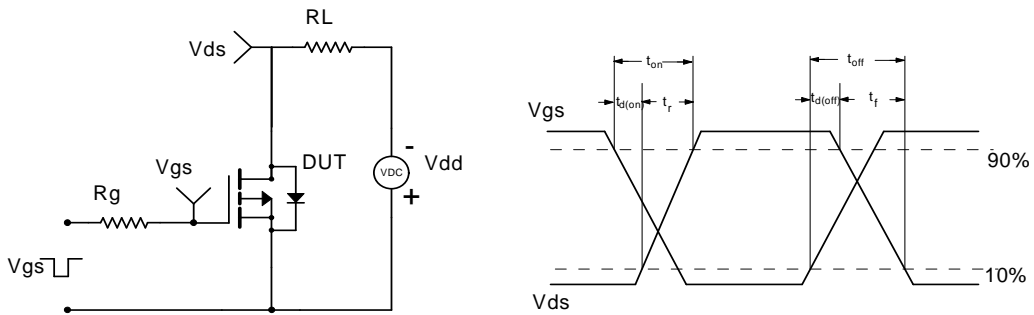 RL
Vds
Vgs
DUT
-
Vdd
VDC
+
Rg
Vgs
ton
toff
td(on)
tr
td(off)
tf
Vgs
90%
10%
Vds